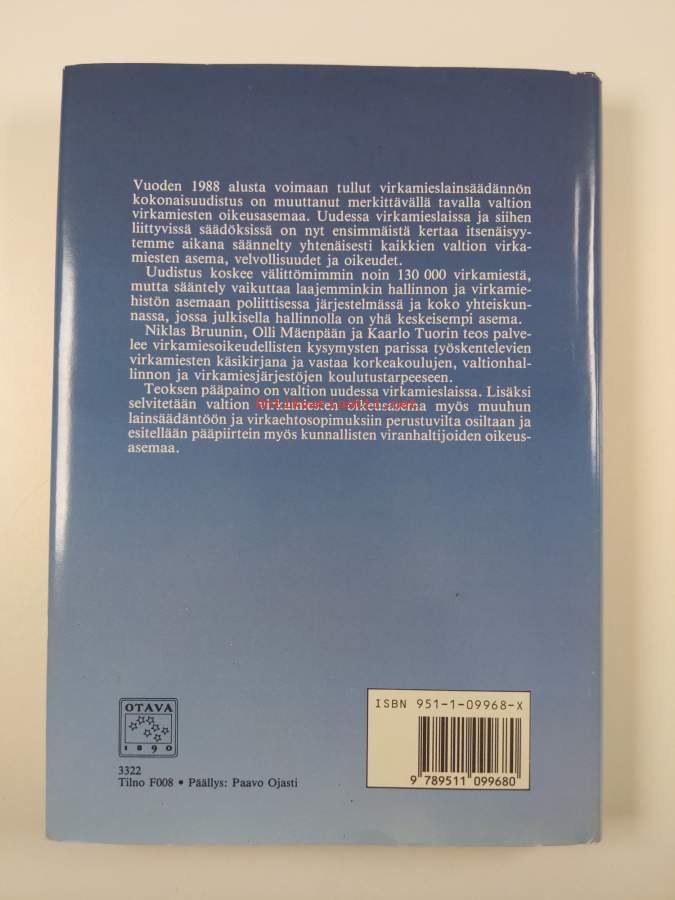 Vuoden 1988 alusta voimaan tullut virkamieslainsäädännön
kokonaisuudistus on muuttanut merkittävällä tavalla valtion
virkamiesten oikeusasemaa. Uudessa virkamieslaissa ja siihen
liittyvissä säädöksissä on nyt ensimmäistä kertaa itsenäisyy-
temme aikana säännelty yhtenäisesti kaikkien valtion virka-
miesten asema, velvollisuudet ja oikeudet.
Uudistus koskee välittömimmin noin 130 000 virkamiestä,
mutta sääntely vaikuttaa laajemminkin hallinnon ja virkamie-
histön asemaan poliittisessa järjestelmässä ja koko yhteiskun-
nassa, jossa julkisella hallinnolla on yhä keskeisempi asema.
Niklas Bruunin, Olli Mäenpään ja Kaarlo Tuorin teos palve-
lee virkamiesoikeudellisten kysymysten parissa työskentelevien
virkamiesten käsikirjana ja vastaa korkeakoulujen, valtionhal-
linnon ja virkamiesjärjestöjen koulutustarpeeseen.
Teoksen pääpaino on valtion uudessa virkamieslaissa. Lisäksi
selvitetään valtion virkamiesten oikeusasema myös muuhun
lainsäädäntöön ja virkaehtosopimuksiin perustuvilta osiltaan ja
esitellään pääpiirtein myös kunnallisten viranhaltijoiden oikeus-
asemaa.
OTAVA
1890
3322
Tilno F008 • Päällys: Paavo Ojasti
ISBN 951-1-09968-X
9 789511 099680